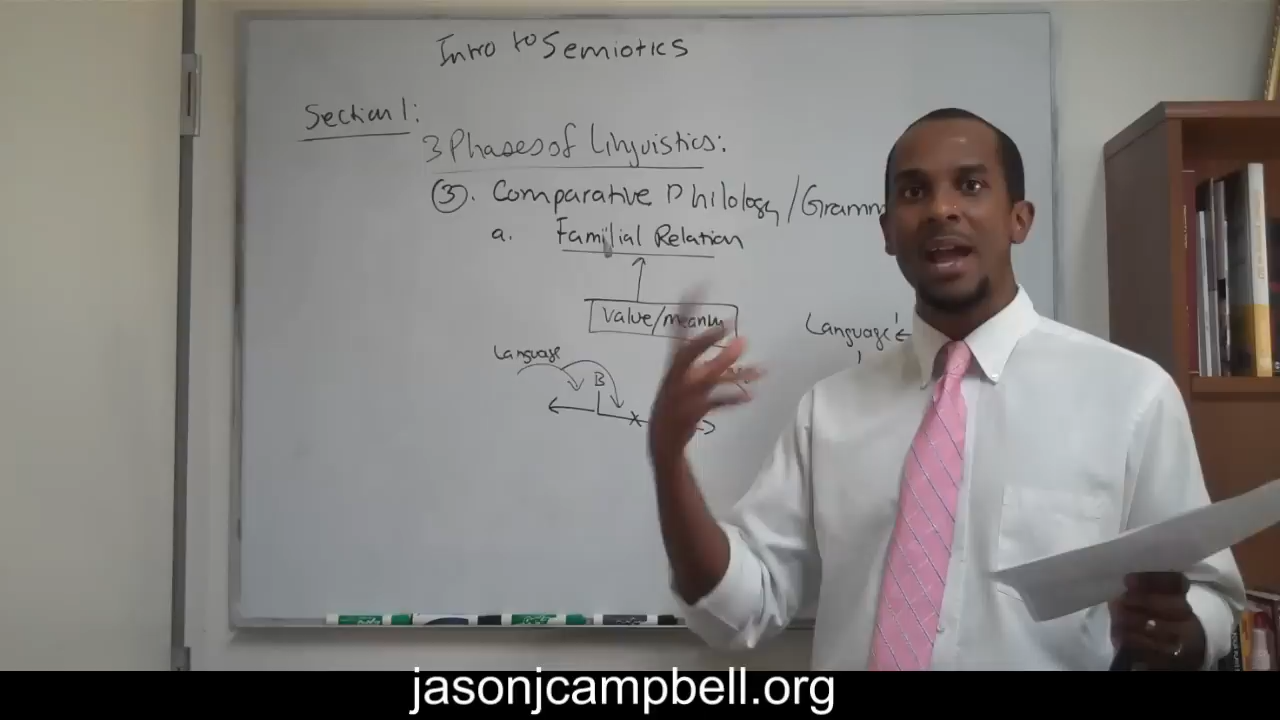 Intro to Semiotics
Section 1:
3 Phases of Linguistics:
③. Comparative Philology/Gramm
a. Familial Relation
Value/meaning
Language
Language'
B
x
jasonjcampbell.org